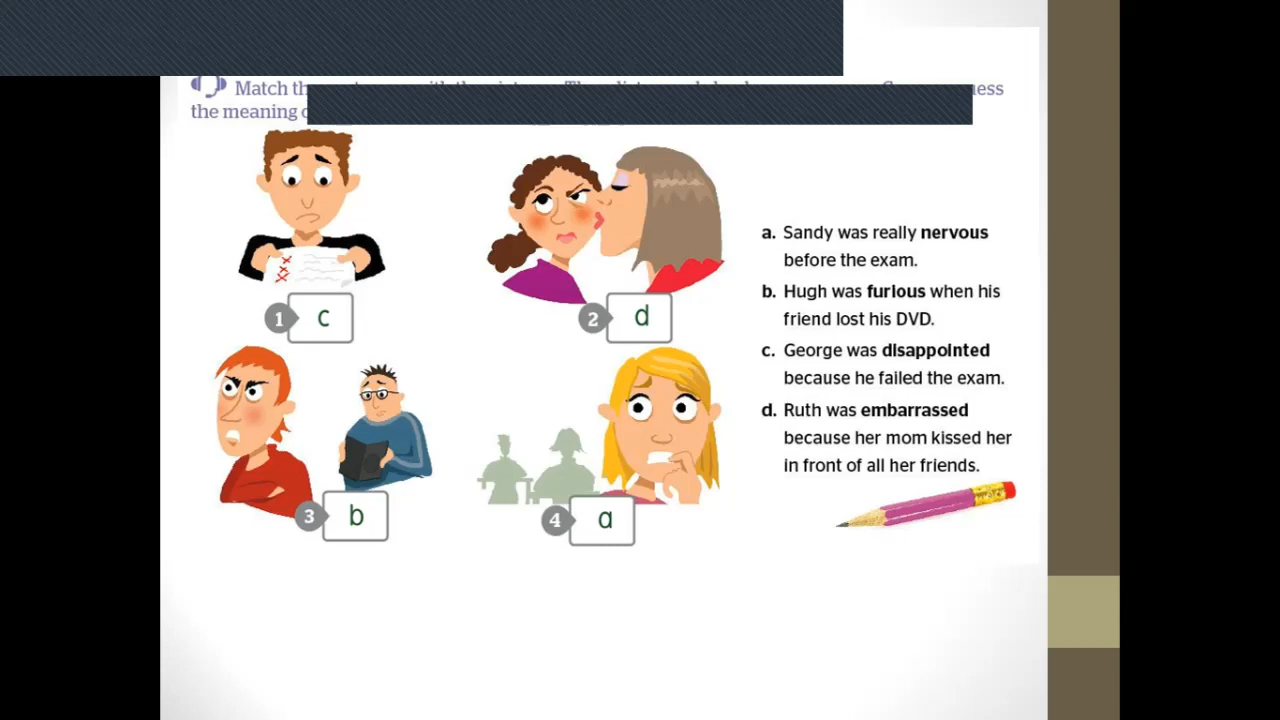 Match th
ness
the meaning
1 c
2 d
3 b
4 a
a. Sandy was really nervous
before the exam.
b. Hugh was furious when his
friend lost his DVD.
c. George was disappointed
because he failed the exam.
d. Ruth was embarrassed
because her mom kissed her
in front of all her friends.